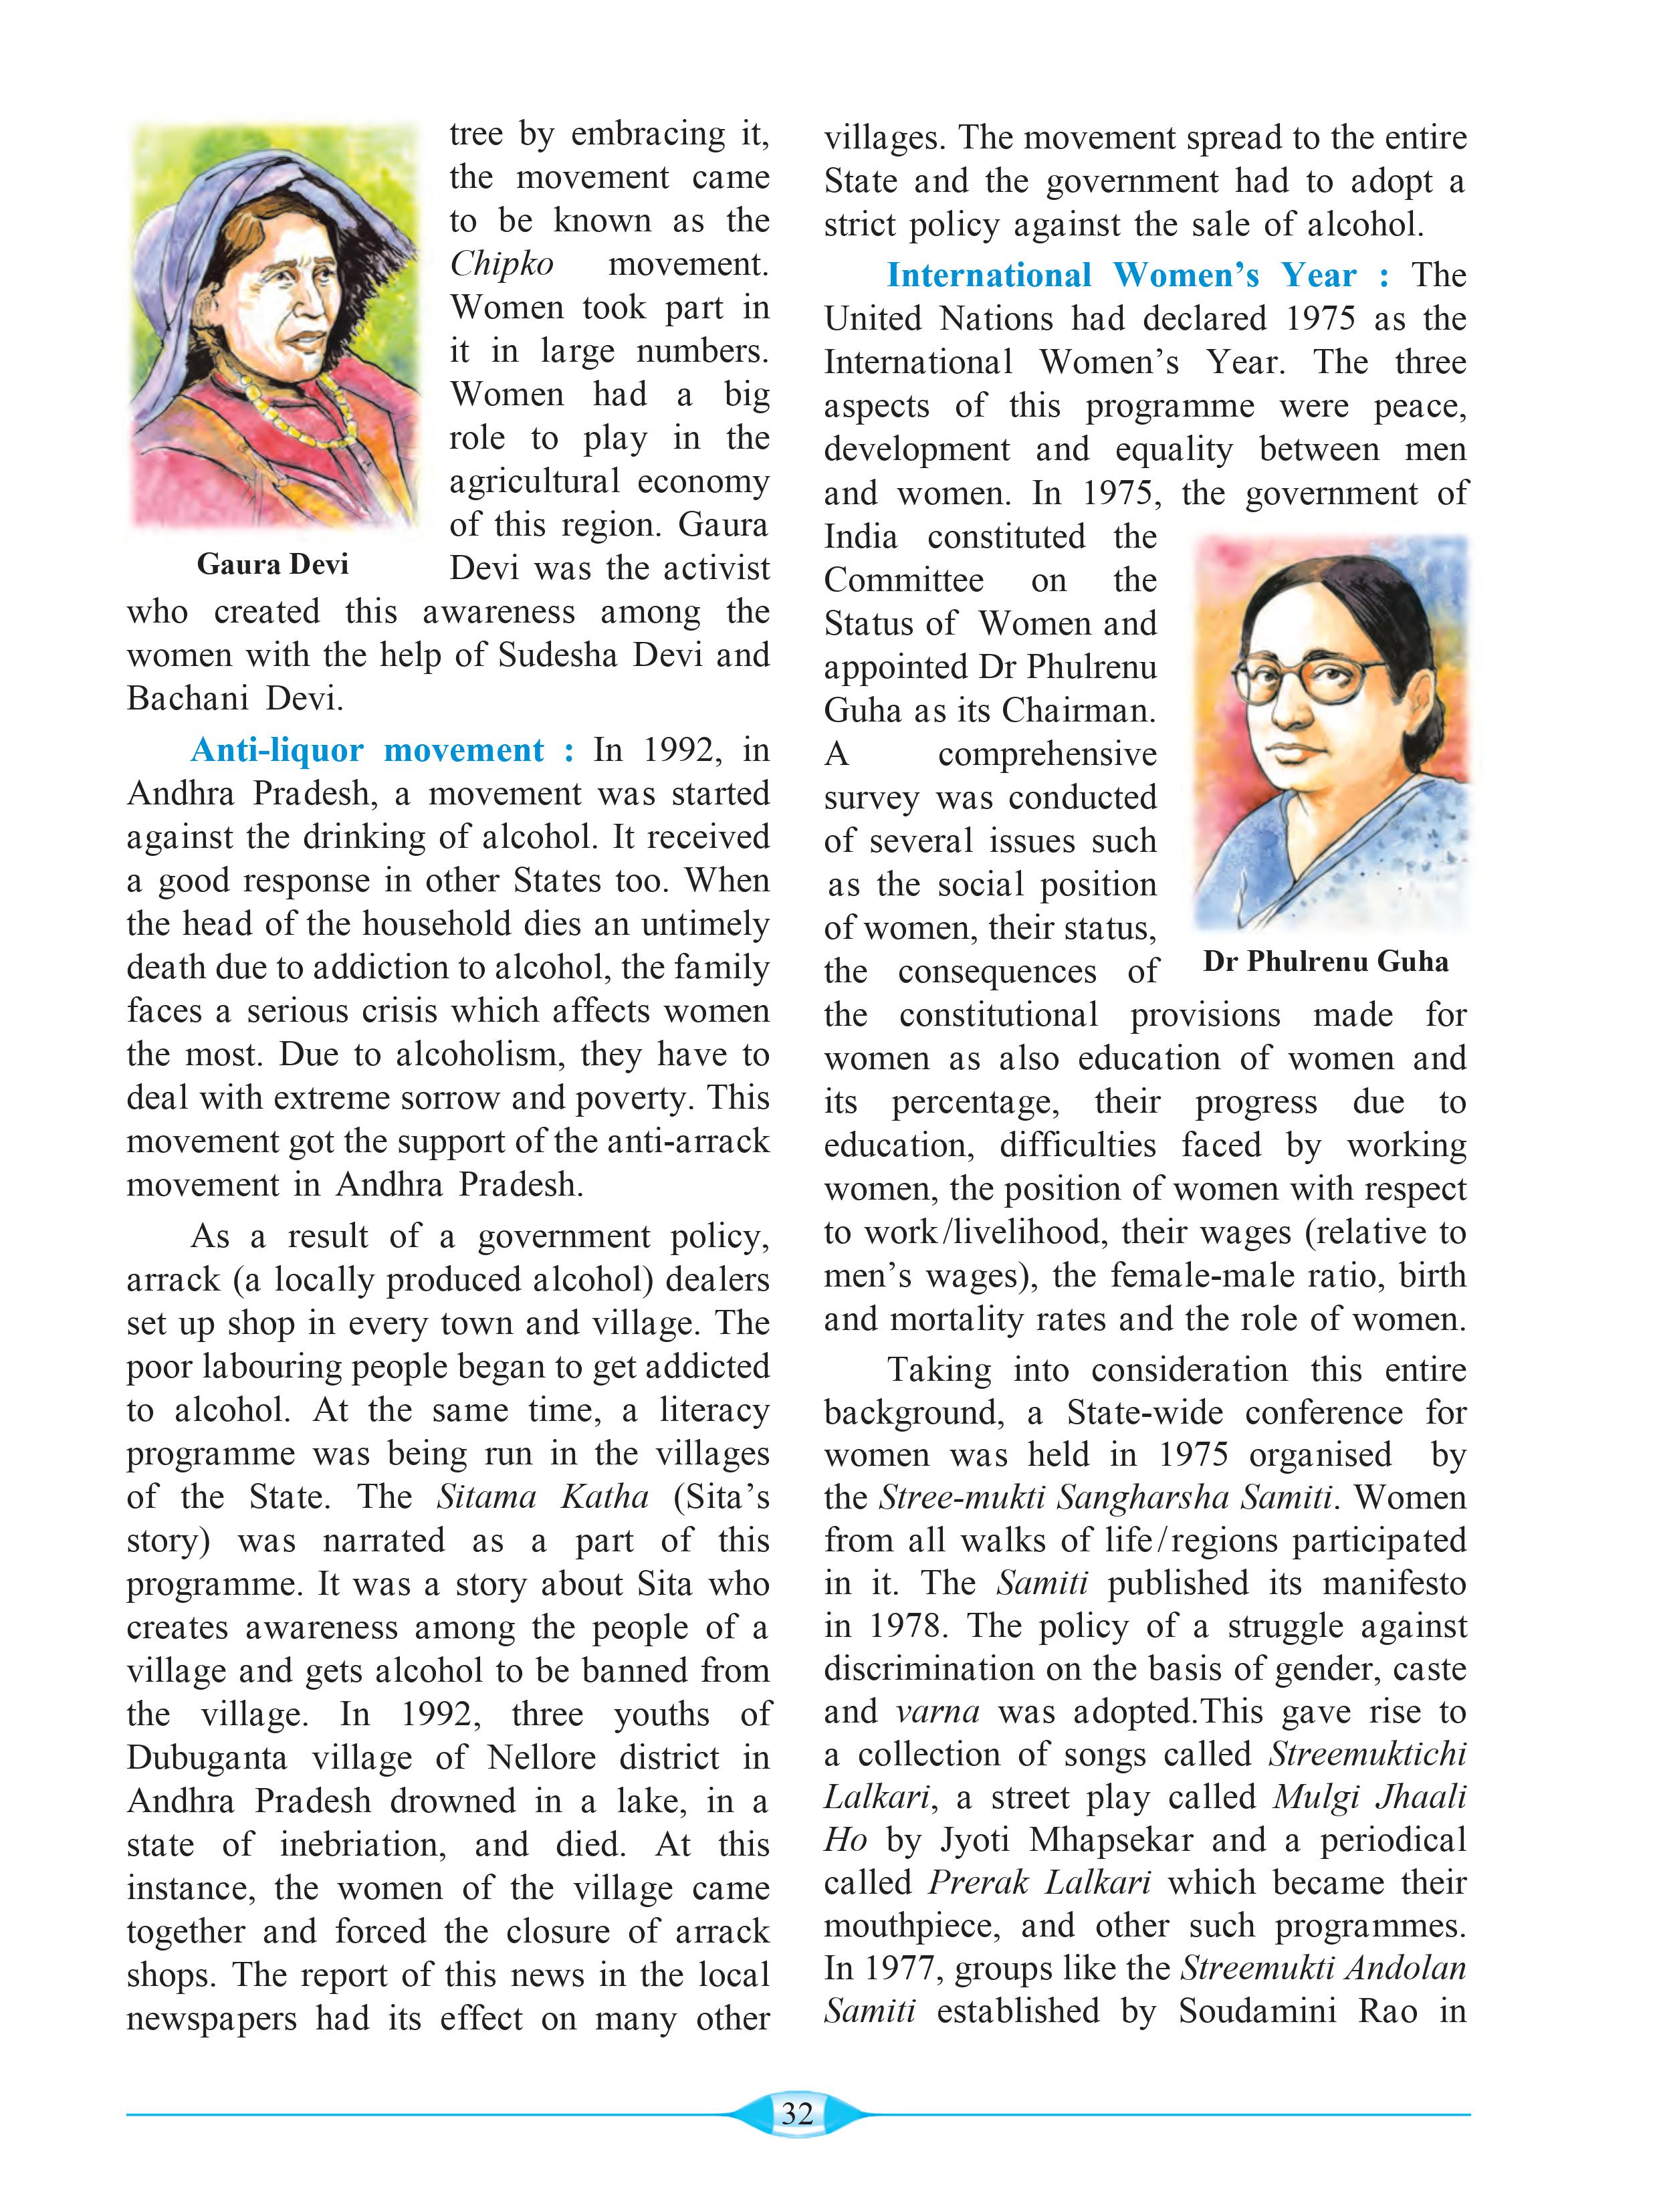 tree by embracing it,
the movement came
to be known as the
Chipko movement.
Women took part in
it in large numbers.
Women had a big
role to play in the
agricultural economy
of this region. Gaura
Devi was the activist
Gaura Devi
who created this awareness among the
women with the help of Sudesha Devi and
Bachani Devi.
Anti-liquor movement : In 1992, in
Andhra Pradesh, a movement was started
against the drinking of alcohol. It received
a good response in other States too. When
the head of the household dies an untimely
death due to addiction to alcohol, the family
faces a serious crisis which affects women
the most. Due to alcoholism, they have to
deal with extreme sorrow and poverty. This
movement got the support of the anti-arrack
movement in Andhra Pradesh.
As a result of a government policy,
arrack (a locally produced alcohol) dealers
set up shop in every town and village. The
poor labouring people began to get addicted
to alcohol. At the same time, a literacy
programme was being run in the villages
of the State. The Sitama Katha (Sita's
story) was narrated as a part of this
programme. It was a story about Sita who
creates awareness among the people of a
village and gets alcohol to be banned from
the village. In 1992, three youths of
Dubuganta village of Nellore district in
Andhra Pradesh drowned in a lake, in a
state of inebriation, and died. At this
instance, the women of the village came
together and forced the closure of arrack
shops. The report of this news in the local
newspapers had its effect on many other
villages. The movement spread to the entire
State and the government had to adopt a
strict policy against the sale of alcohol.
International Women's Year : The
United Nations had declared 1975 as the
International Women's Year. The three
aspects of this programme were peace,
development and equality between men
and women. In 1975, the government of
India constituted the
Committee on the
Status of Women and
appointed Dr Phulrenu
Guha as its Chairman.
A comprehensive
survey was conducted
of several issues such
as the social position
of women, their status,
the consequences of
Dr Phulrenu Guha
the constitutional provisions made for
women as also education of women and
its percentage, their progress due to
education, difficulties faced by working
women, the position of women with respect
to work/livelihood, their wages (relative to
men's wages), the female-male ratio, birth
and mortality rates and the role of women.
Taking into consideration this entire
background, a State-wide conference for
women was held in 1975 organised by
the Stree-mukti Sangharsha Samiti. Women
from all walks of life/regions participated
in it. The Samiti published its manifesto
in 1978. The policy of a struggle against
discrimination on the basis of gender, caste
and varna was adopted.This gave rise to
a collection of songs called Streemuktichi
Lalkari, a street play called Mulgi Jhaali
Ho by Jyoti Mhapsekar and a periodical
called Prerak Lalkari which became their
mouthpiece, and other such programmes.
In 1977, groups like the Streemukti Andolan
Samiti established by Soudamini Rao in
32